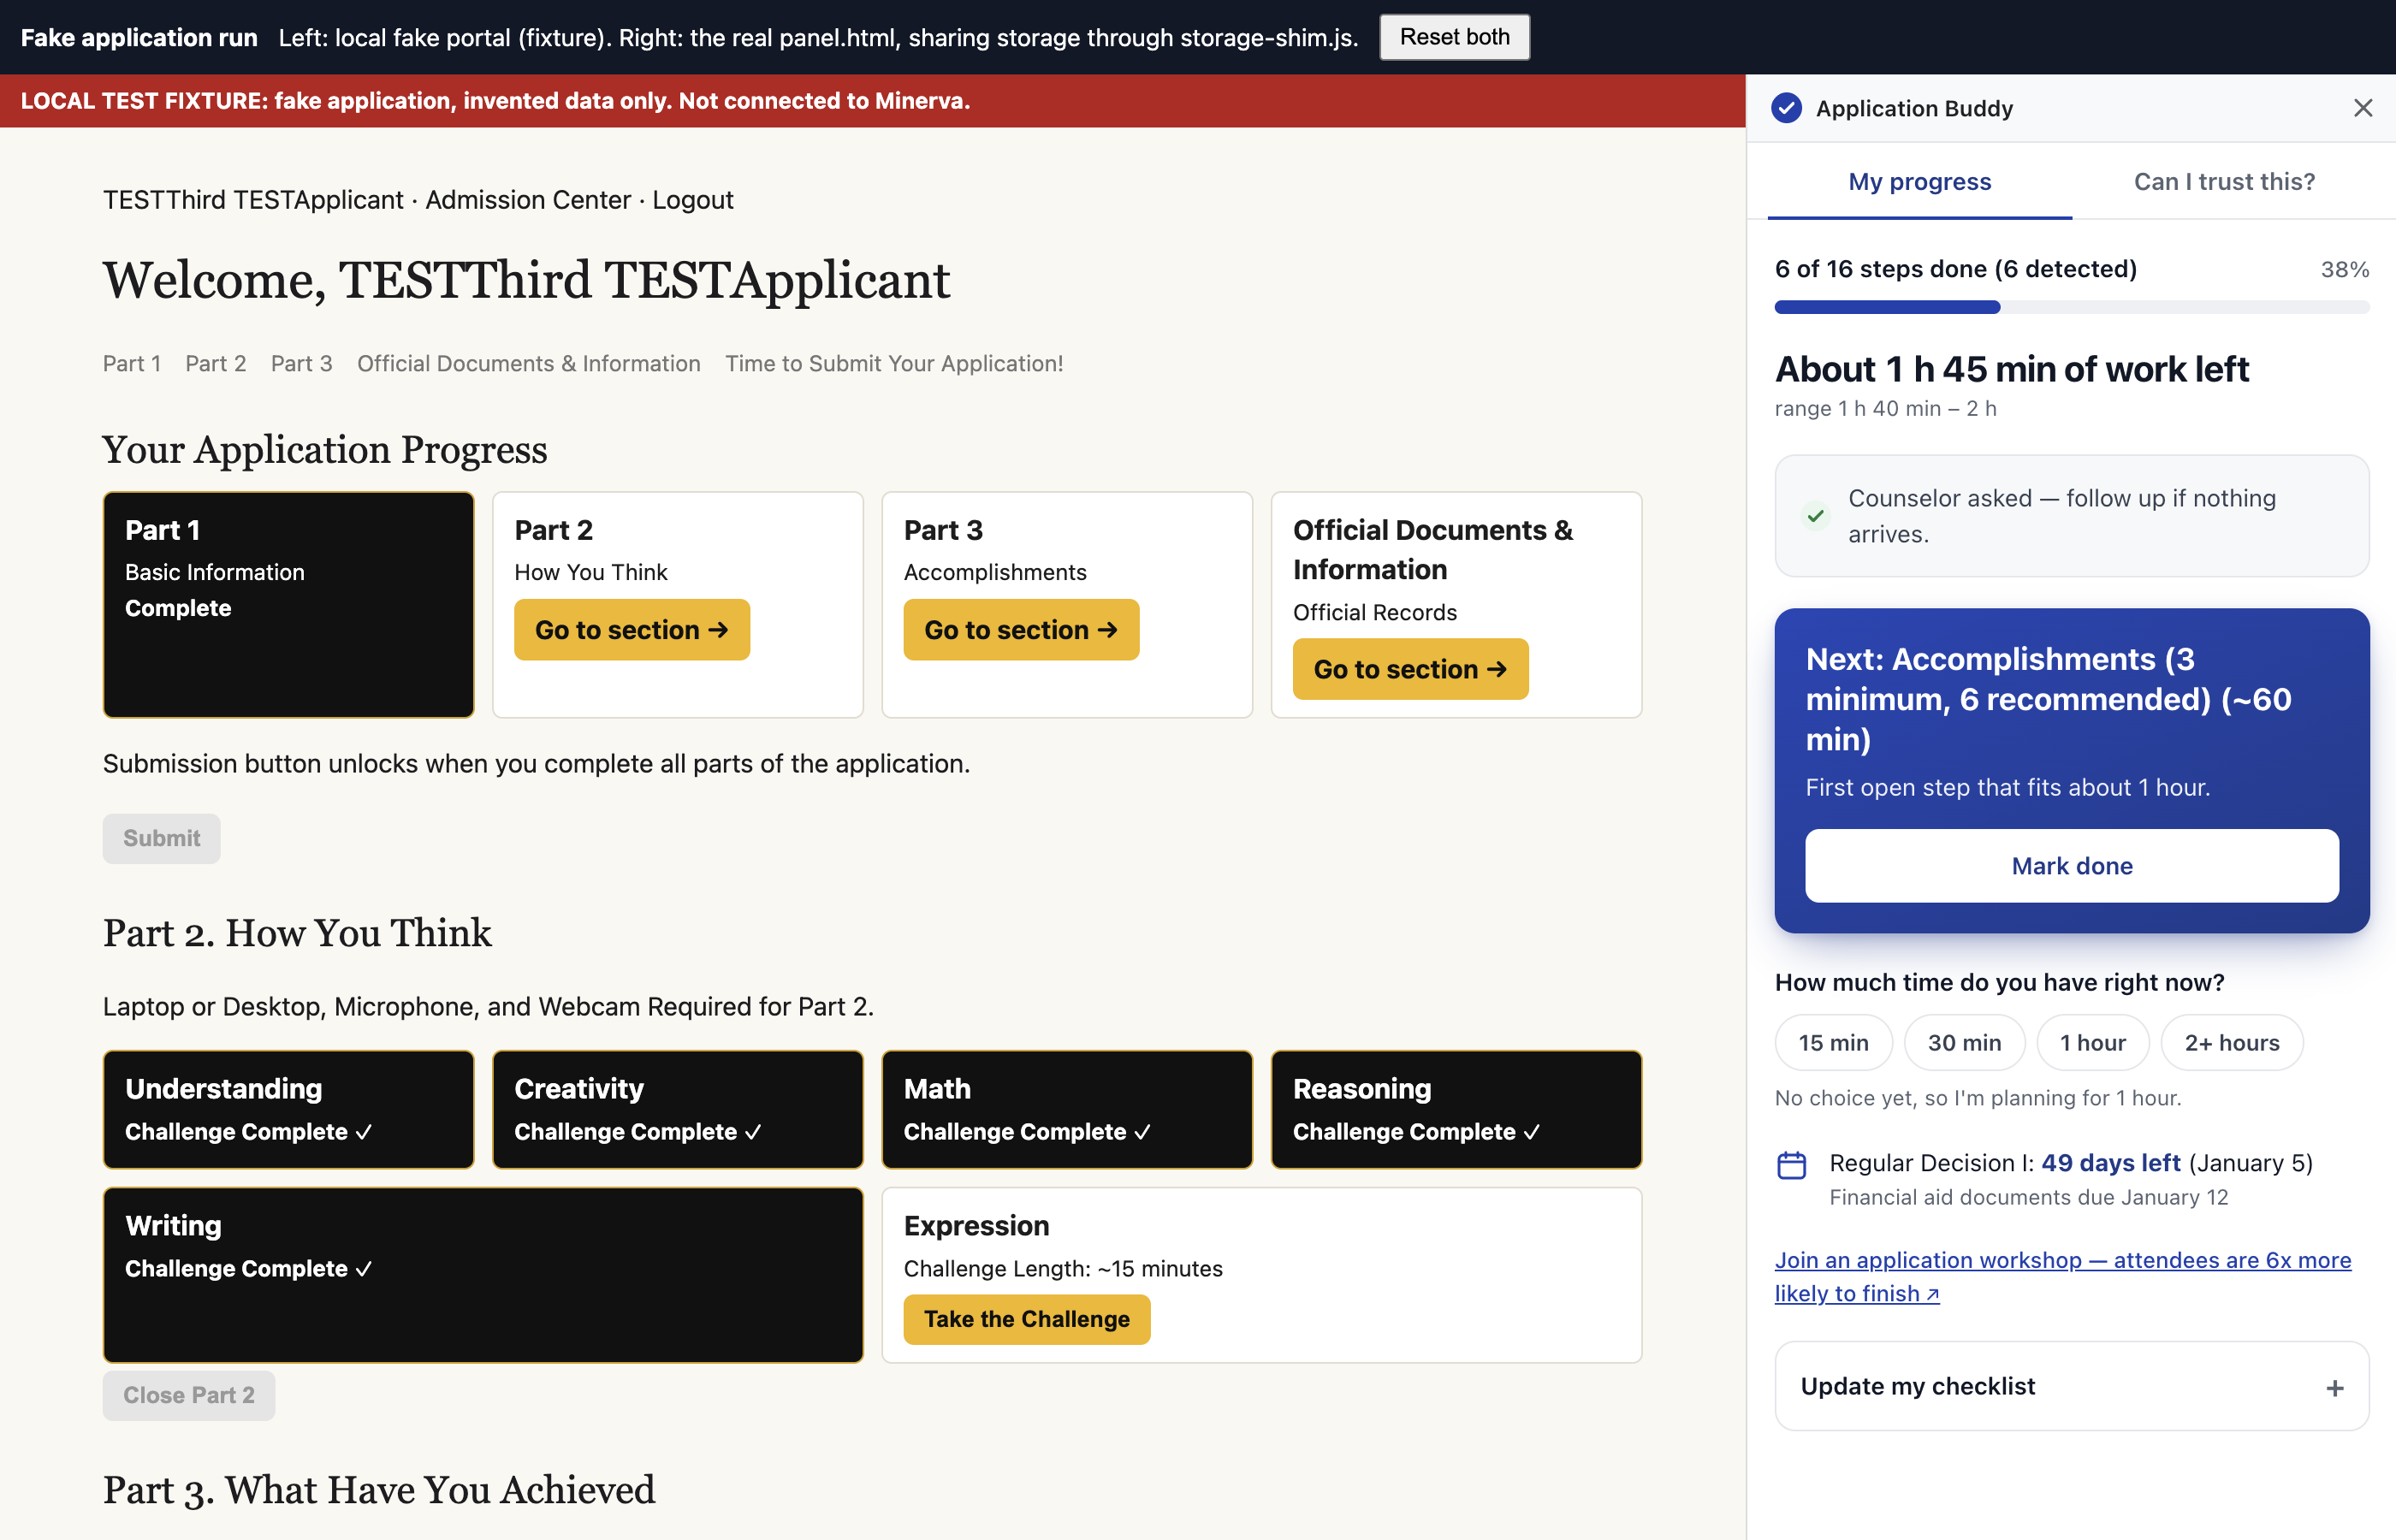 Fake application run Left: local fake portal (fixture). Right: the real panel.html, sharing storage through storage-shim.js. Reset both
LOCAL TEST FIXTURE: fake application, invented data only. Not connected to Minerva.
TESTThird TESTApplicant · Admission Center · Logout
Welcome, TESTThird TESTApplicant
Part 1 Part 2 Part 3 Official Documents & Information Time to Submit Your Application!
Your Application Progress
Part 1
Basic Information
Complete
Part 2
How You Think
Go to section →
Part 3
Accomplishments
Go to section →
Official Documents &
Information
Official Records
Go to section →
Submission button unlocks when you complete all parts of the application.
Submit
Part 2. How You Think
Laptop or Desktop, Microphone, and Webcam Required for Part 2.
Understanding
Challenge Complete ✓
Creativity
Challenge Complete ✓
Math
Challenge Complete ✓
Reasoning
Challenge Complete ✓
Writing
Challenge Complete ✓
Expression
Challenge Length: ~15 minutes
Take the Challenge
Close Part 2
Part 3. What Have You Achieved
Application Buddy
My progress Can I trust this?
6 of 16 steps done (6 detected) 38%
About 1 h 45 min of work left
range 1 h 40 min – 2 h
Counselor asked — follow up if nothing
arrives.
Next: Accomplishments (3
minimum, 6 recommended) (~60
min)
First open step that fits about 1 hour.
Mark done
How much time do you have right now?
15 min 30 min 1 hour 2+ hours
No choice yet, so I'm planning for 1 hour.
Regular Decision I: 49 days left (January 5)
Financial aid documents due January 12
Join an application workshop — attendees are 6x more
likely to finish ↗
Update my checklist +